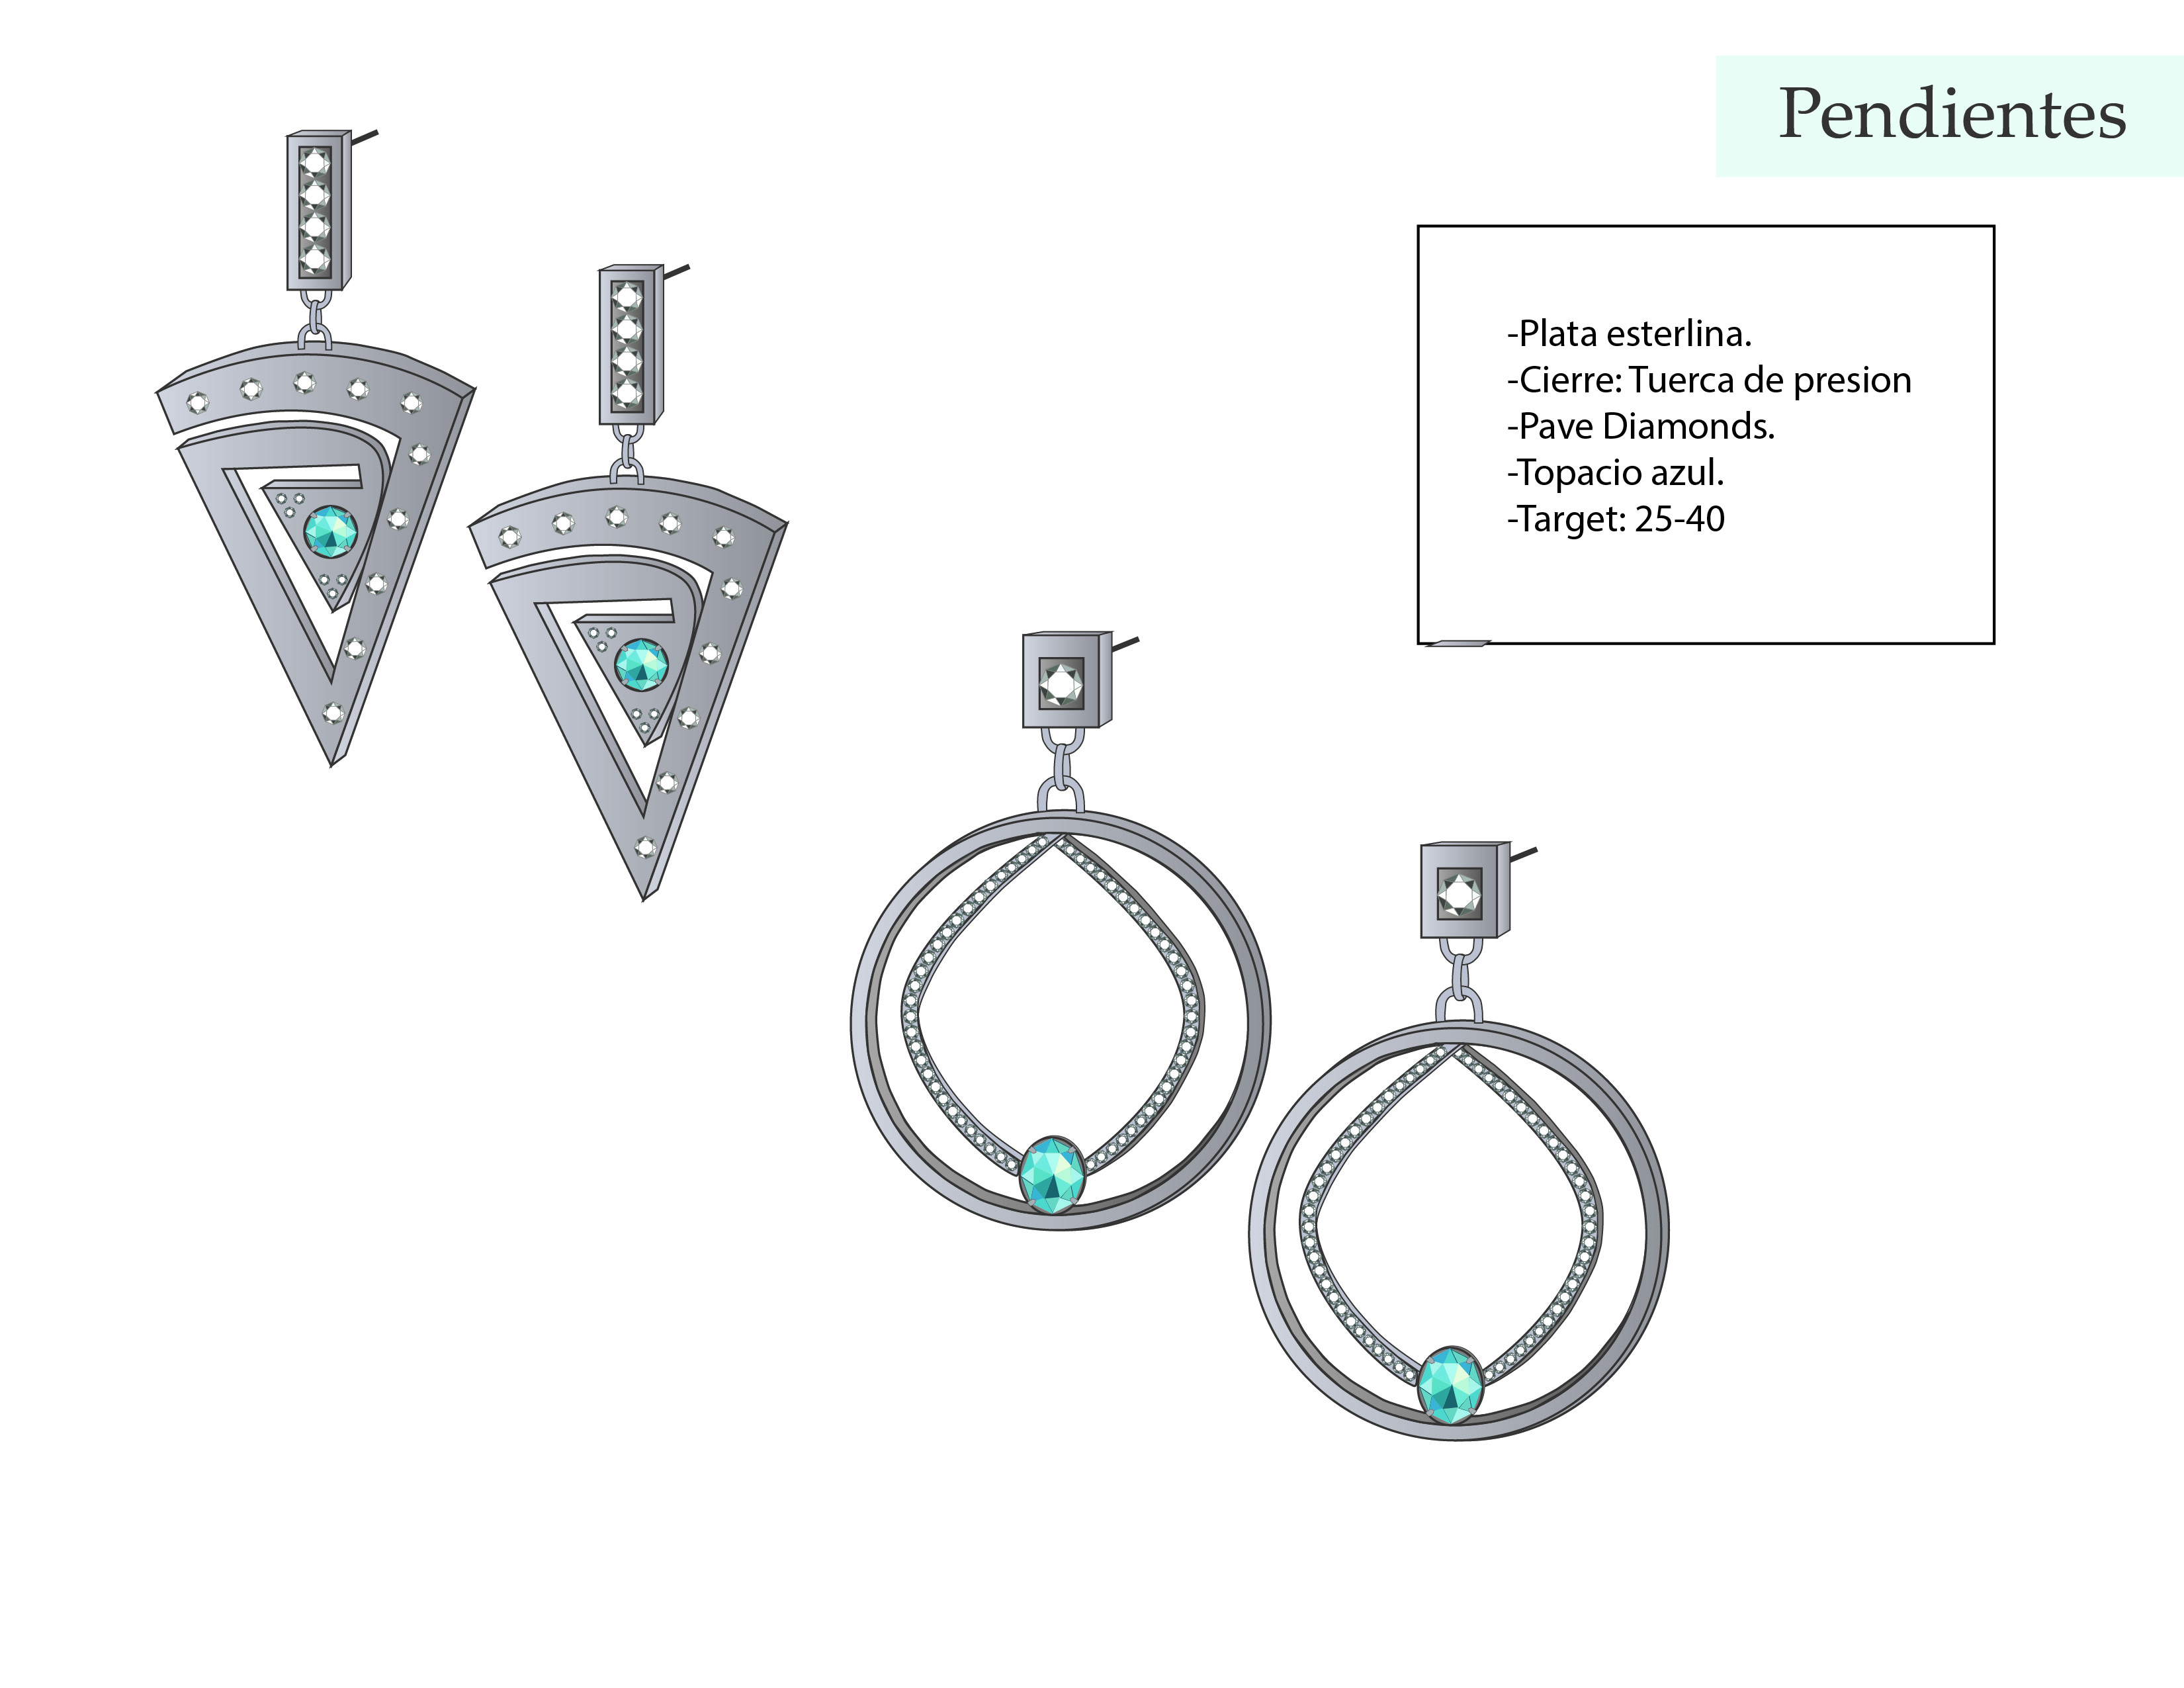 Pendientes
-Plata esterlina.
-Cierre: Tuerca de presion
-Pave Diamonds.
-Topacio azul.
-Target: 25-40